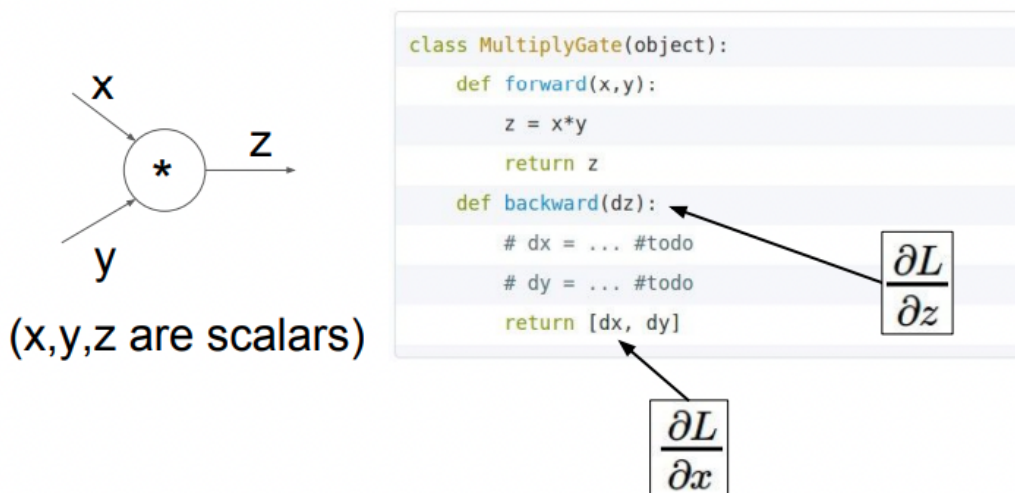 x
*
z
y
(x,y,z are scalars)
class MultiplyGate(object):
    def forward(x,y):
        z = x*y
        return z
    def backward(dz):
        # dx = ... #todo
        # dy = ... #todo
        return [dx, dy]
∂L
∂z
∂L
∂x